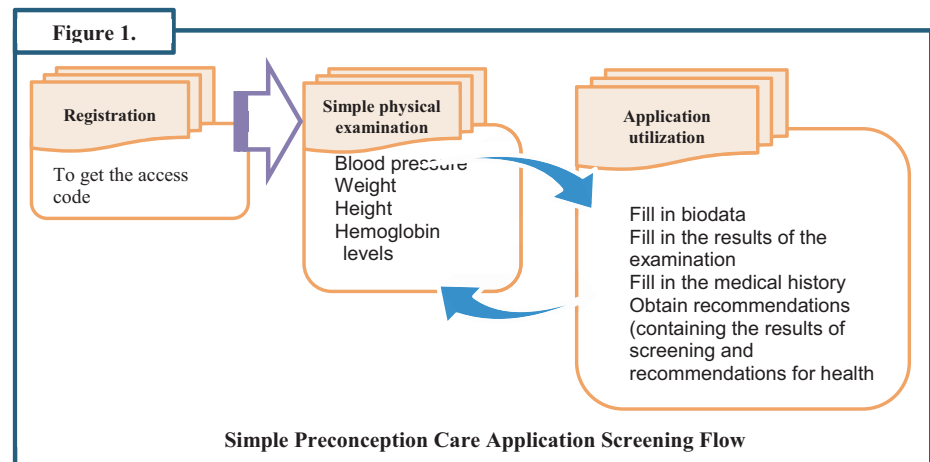 Figure 1.
Registration
To get the access
code
Simple physical
examination
Blood pressure
Weight
Height
Hemoglobin
levels
Application
utilization
Fill in biodata
Fill in the results of the
examination
Fill in the medical history
Obtain recommendations
(containing the results of
screening and
recommendations for health
Simple Preconception Care Application Screening Flow